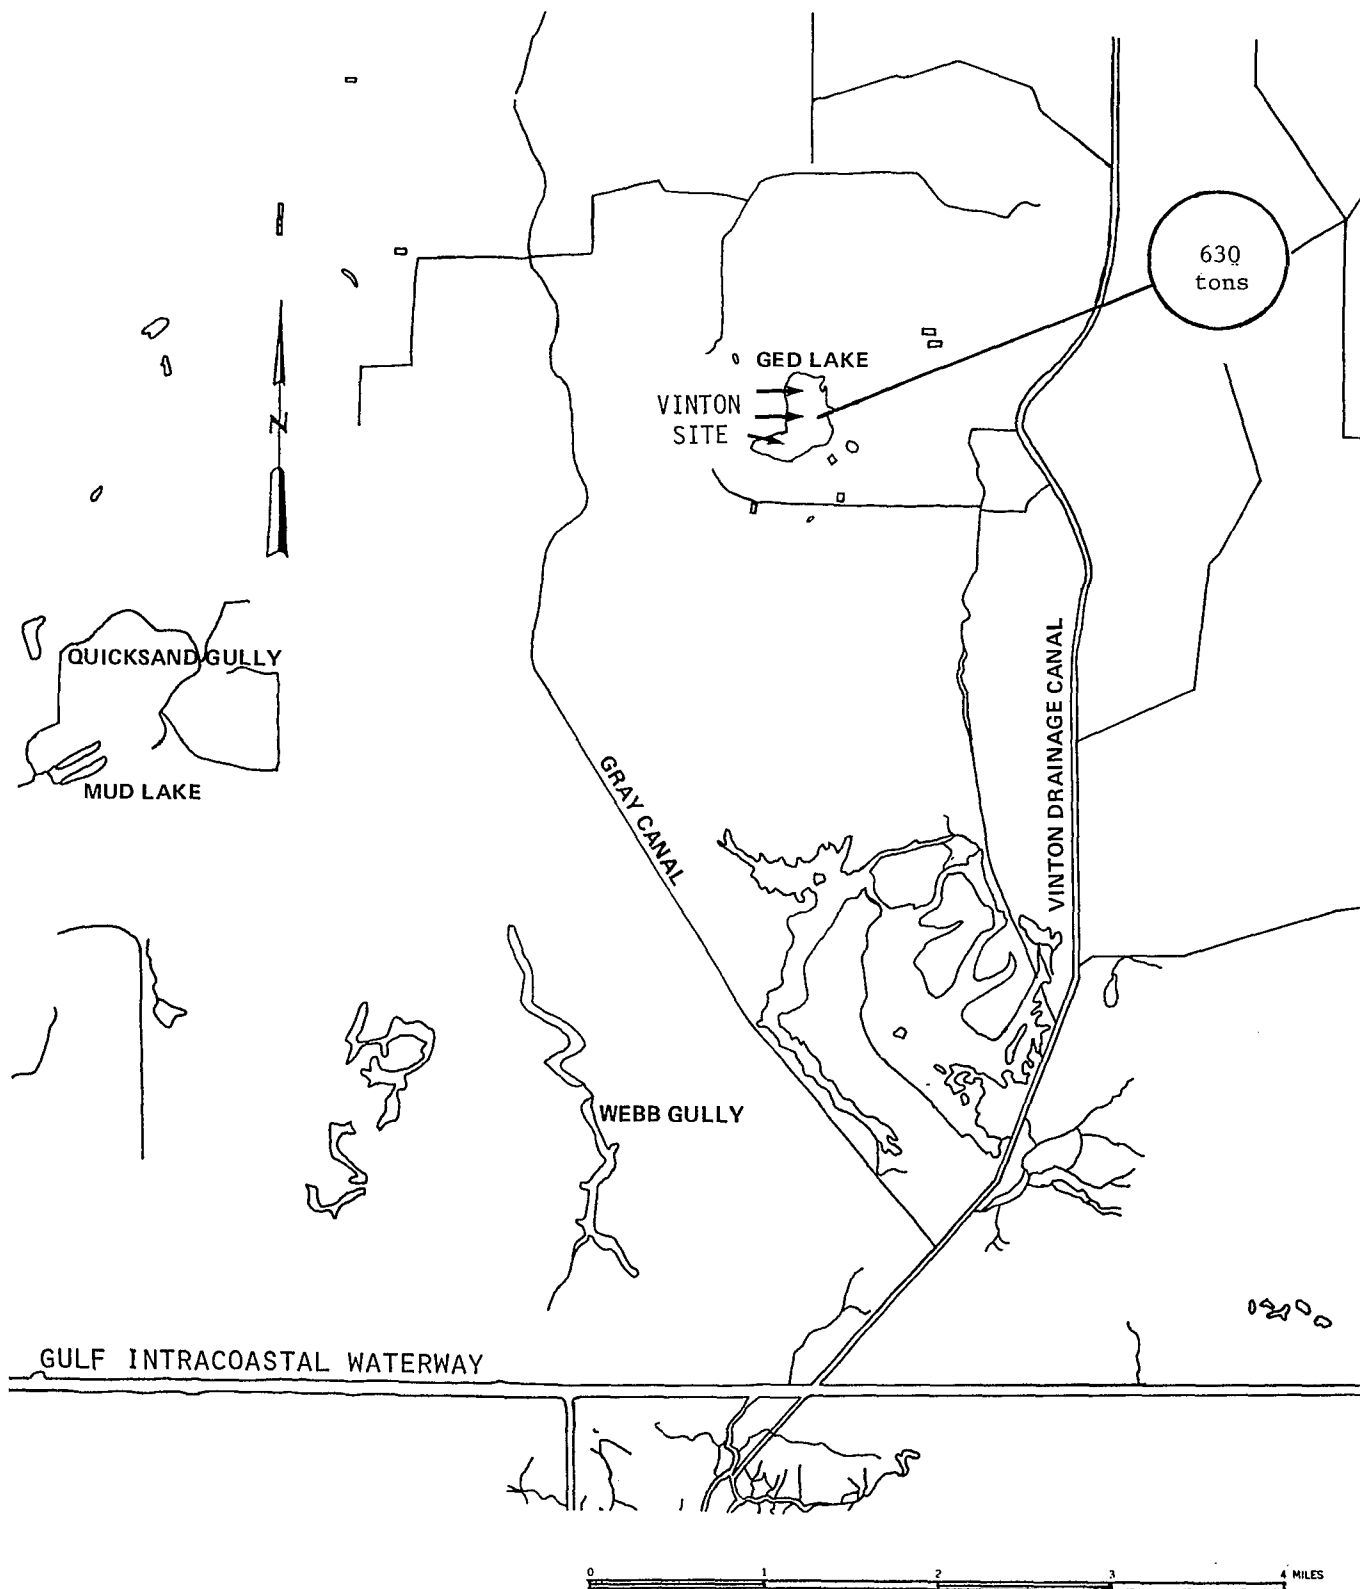 630
tons
GED LAKE
VINTON
SITE
N
QUICKSAND GULLY
MUD LAKE
GRAY CANAL
VINTON DRAINAGE CANAL
WEBB GULLY
GULF INTRACOASTAL WATERWAY
0 1 2 3 4 MILES